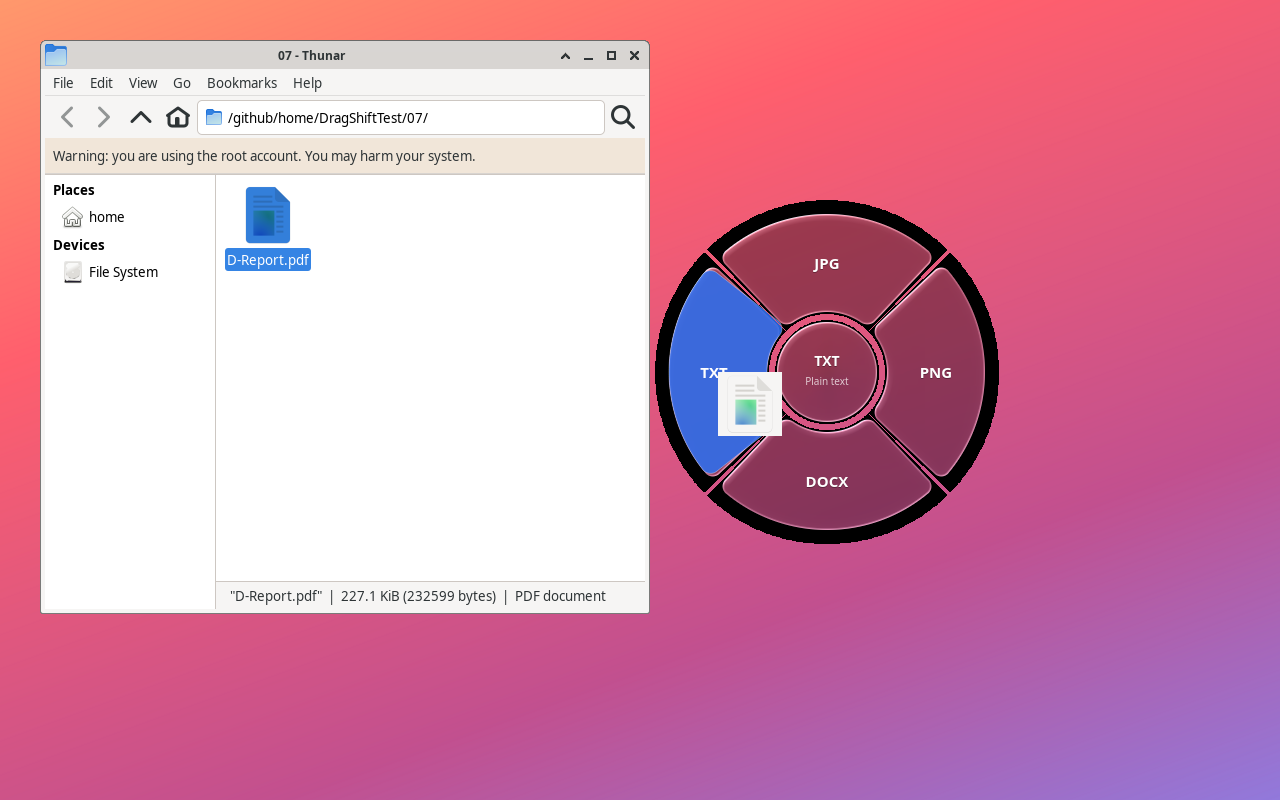 07 - Thunar
File Edit View Go Bookmarks Help
/github/home/DragShiftTest/07/
Warning: you are using the root account. You may harm your system.
Places
home
Devices
File System
D-Report.pdf
"D-Report.pdf" | 227.1 KiB (232599 bytes) | PDF document
JPG
TXT
TXT
Plain text
PNG
DOCX